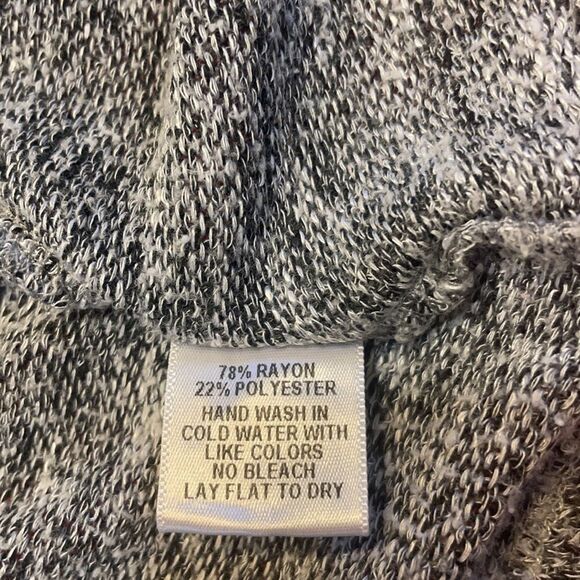 78% RAYON
22% POLYESTER
HAND WASH IN
COLD WATER WITH
LIKE COLORS
NO BLEACH
LAY FLAT TO DRY